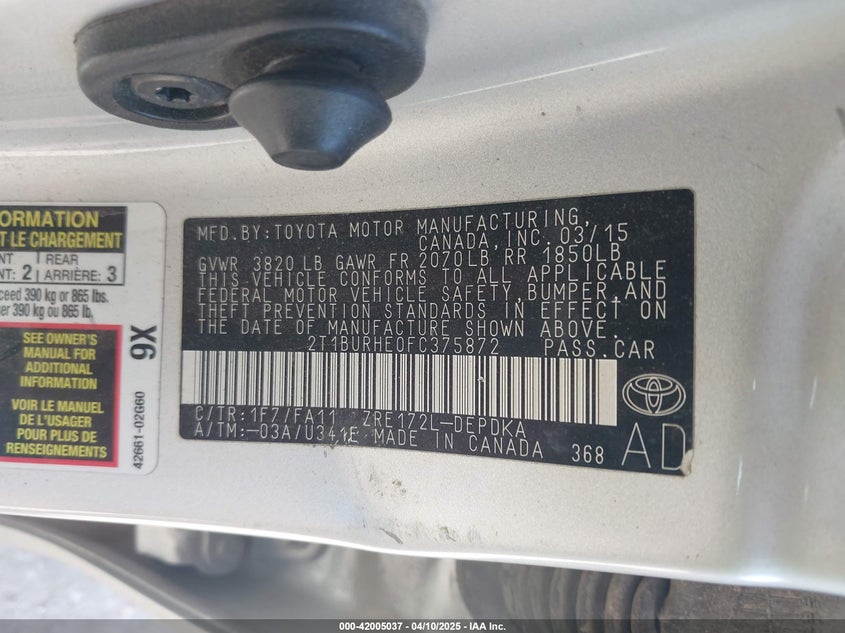 ORMATION
T LE CHARGEMENT
NT REAR
NT: 2 ARRIÈRE: 3
ceed 390 kg or 865 lbs.
ser 390 kg ou 865 lb.
SEE OWNER'S
MANUAL FOR
ADDITIONAL
INFORMATION
VOIR LE MANUEL
DE L'USAGER
POUR PLUS DE
RENSEIGNEMENTS
9X
42661-02G60
MFD.BY:TOYOTA MOTOR MANUFACTURING,
CANADA, INC. 03/15
GVWR 3820 LB GAWR FR 2070LB RR 1850LB
THIS VEHICLE CONFORMS TO ALL APPLICABLE
FEDERAL MOTOR VEHICLE SAFETY, BUMPER, AND
THEFT PREVENTION STANDARDS IN EFFECT ON
THE DATE OF MANUFACTURE SHOWN ABOVE.
2T1BURHE0FC375872 PASS.CAR
C/TR:1F7/FA11 ZRE172L-DEPDKA
A/TM:-03A/U341E MADE IN CANADA 368
AD
000-42005037 - 04/10/2025 - IAA Inc.